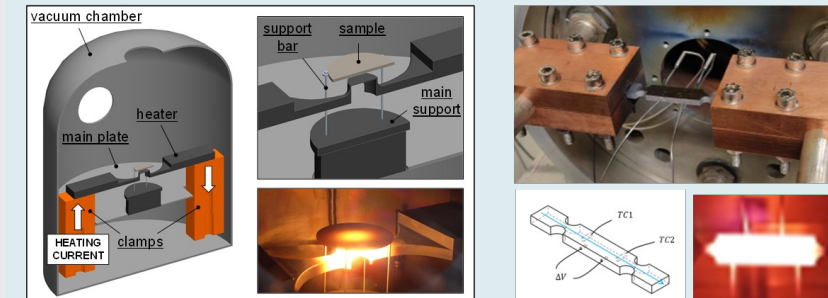 vacuum chamber
heater
main plate
HEATING
CURRENT
clamps
support
bar
sample
main
support
TC1
TC2
ΔV